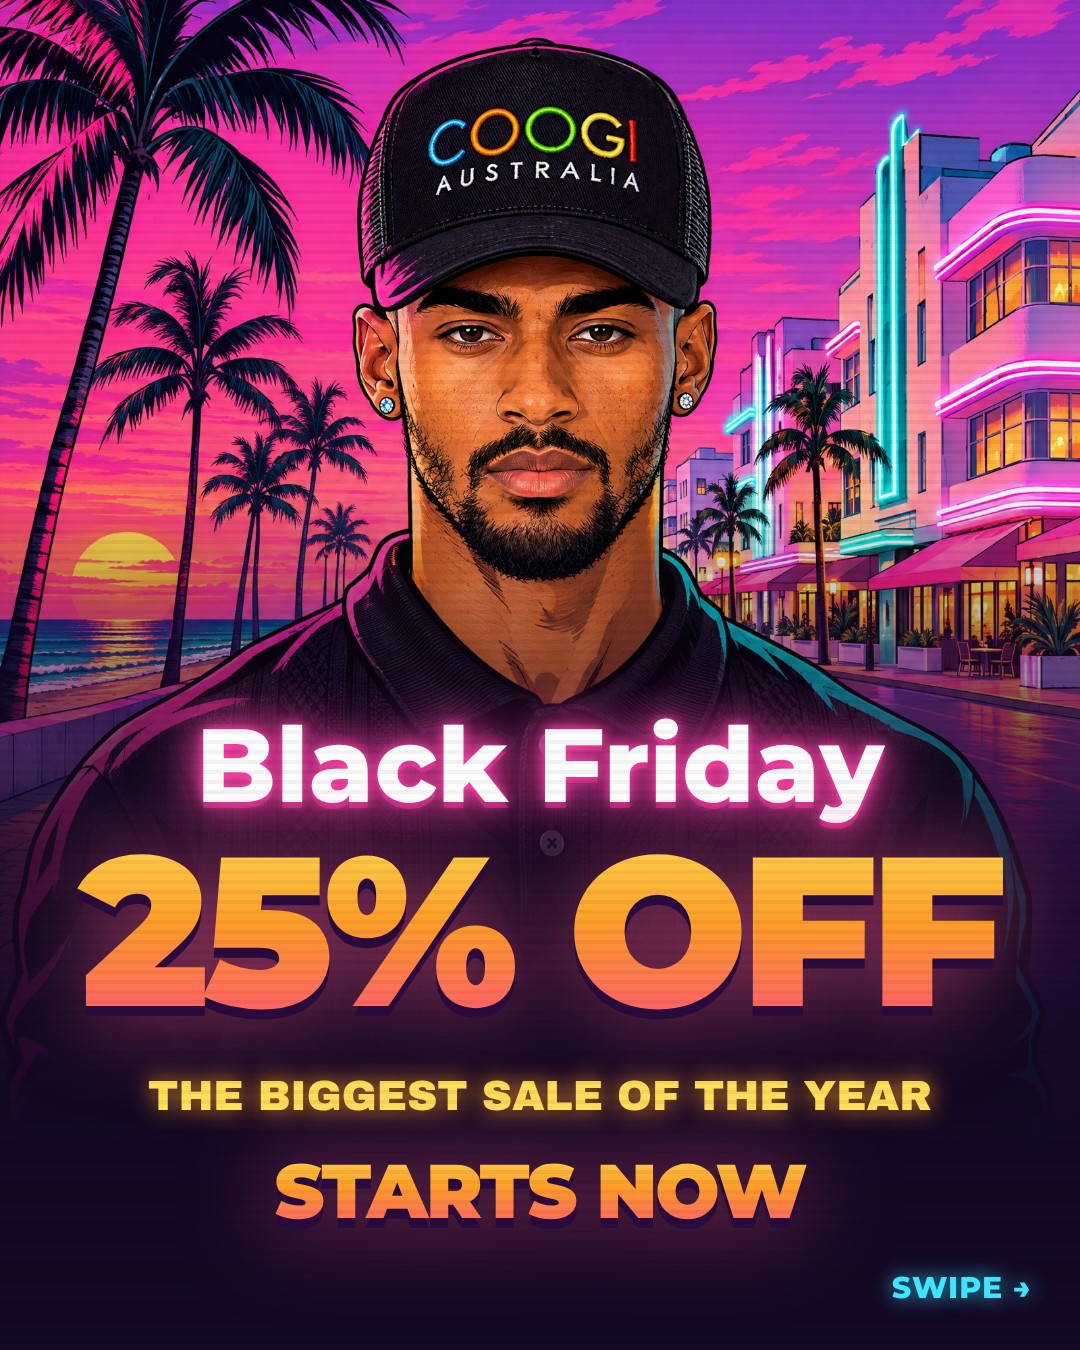 COOGI
AUSTRALIA
Black Friday
25% OFF
THE BIGGEST SALE OF THE YEAR
STARTS NOW
SWIPE →